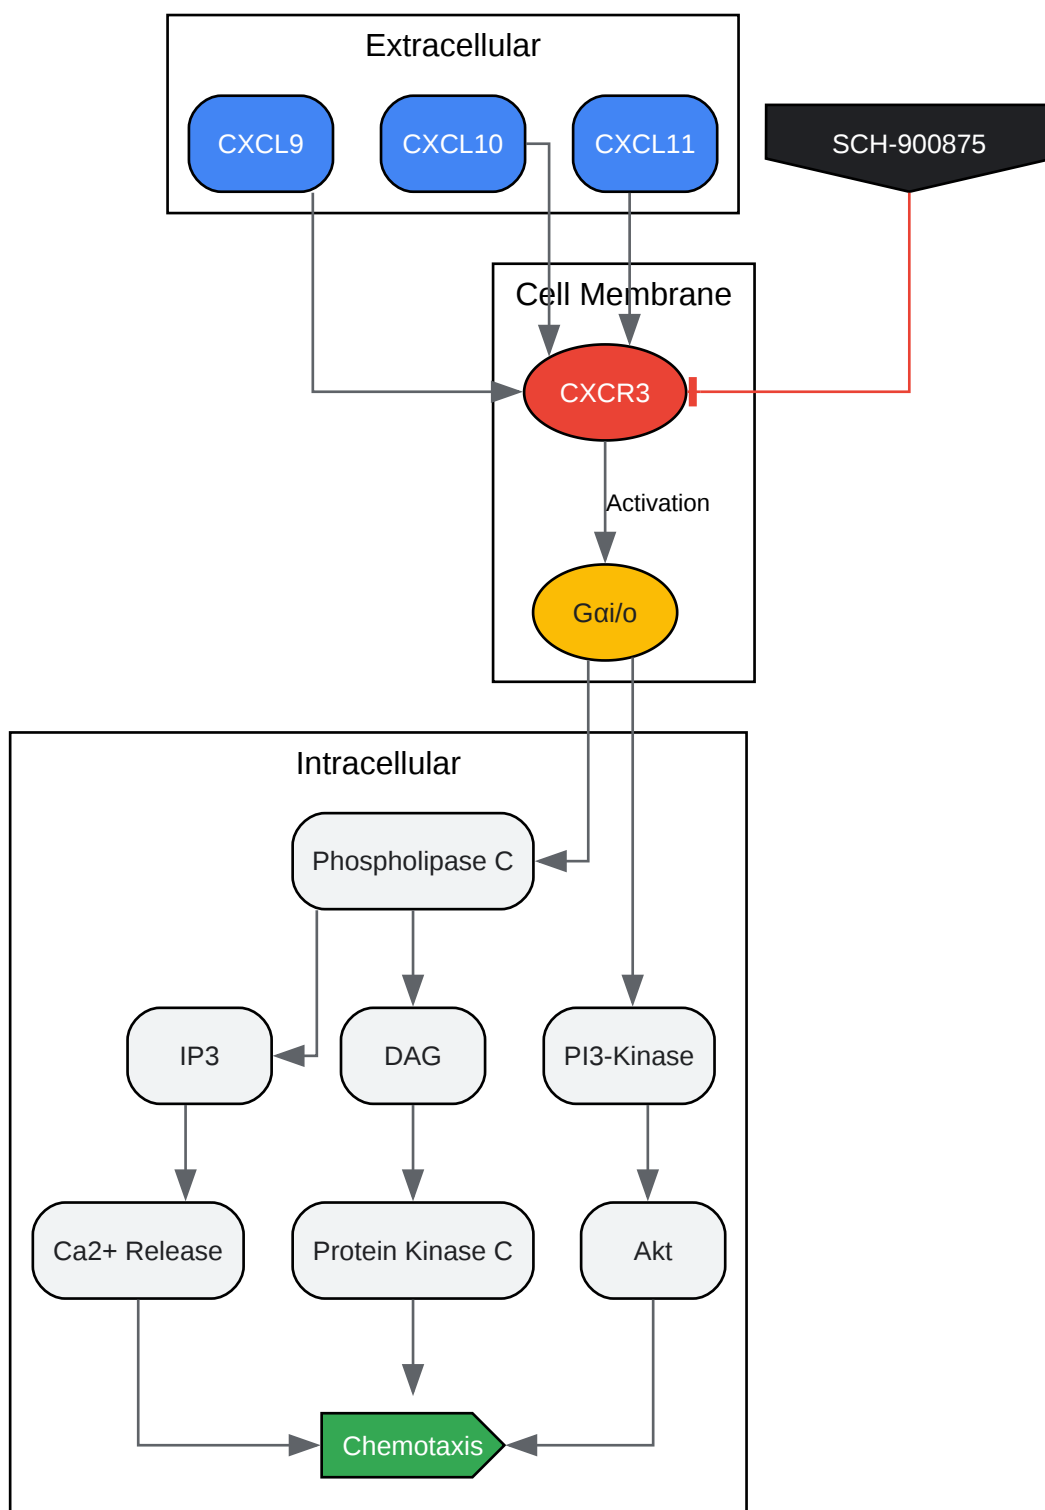 Extracellular
CXCL9
CXCL10
CXCL11
SCH-900875
Cell Membrane
CXCR3
Activation
Gαi/o
Intracellular
Phospholipase C
IP3
DAG
PI3-Kinase
Ca2+ Release
Protein Kinase C
Akt
Chemotaxis